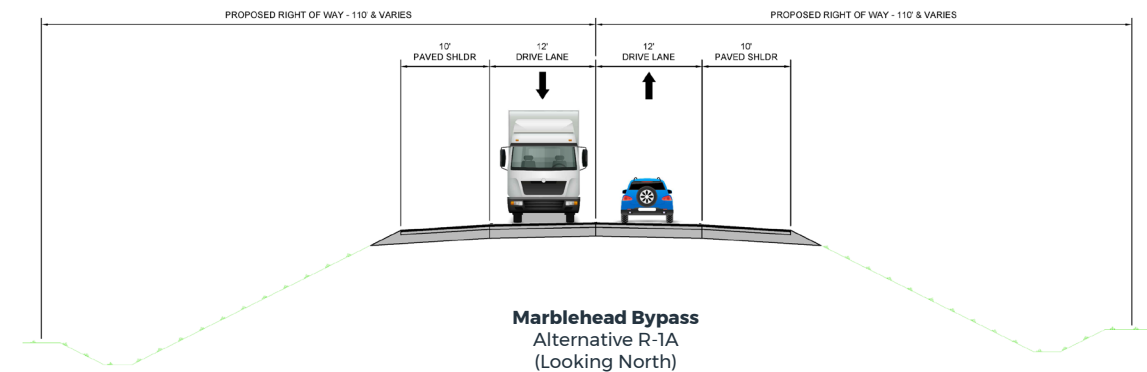 PROPOSED RIGHT OF WAY - 110' & VARIES
PROPOSED RIGHT OF WAY - 110' & VARIES
10'
PAVED SHLDR
12'
DRIVE LANE
12'
DRIVE LANE
10'
PAVED SHLDR
Marblehead Bypass
Alternative R-1A
(Looking North)